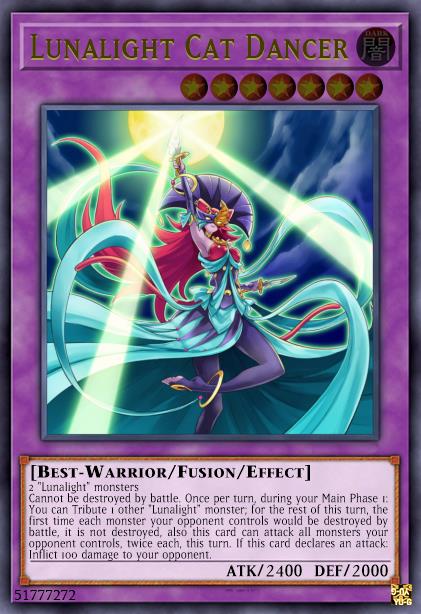 Lunalight Cat Dancer
DARK
闇
[Best-Warrior/Fusion/Effect]
2 "Lunalight" monsters
Cannot be destroyed by battle. Once per turn, during your Main Phase 1:
You can Tribute 1 other "Lunalight" monster; for the rest of this turn, the
first time each monster your opponent controls would be destroyed by
battle, it is not destroyed, also this card can attack all monsters your
opponent controls, twice each, this turn. If this card declares an attack:
Inflict 100 damage to your opponent.
ATK/2400 DEF/2000
51777272